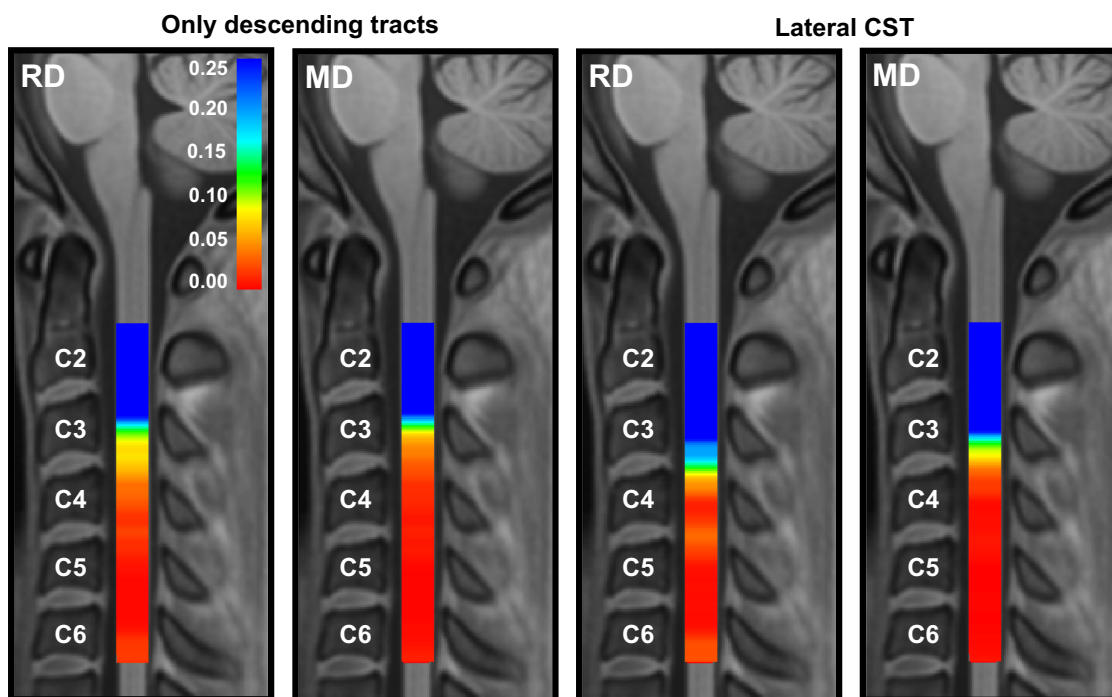 Only descending tracts
Lateral CST
RD
0.25
0.20
0.15
0.10
0.05
0.00
C2
C3
C4
C5
C6
MD
C2
C3
C4
C5
C6
RD
C2
C3
C4
C5
C6
MD
C2
C3
C4
C5
C6